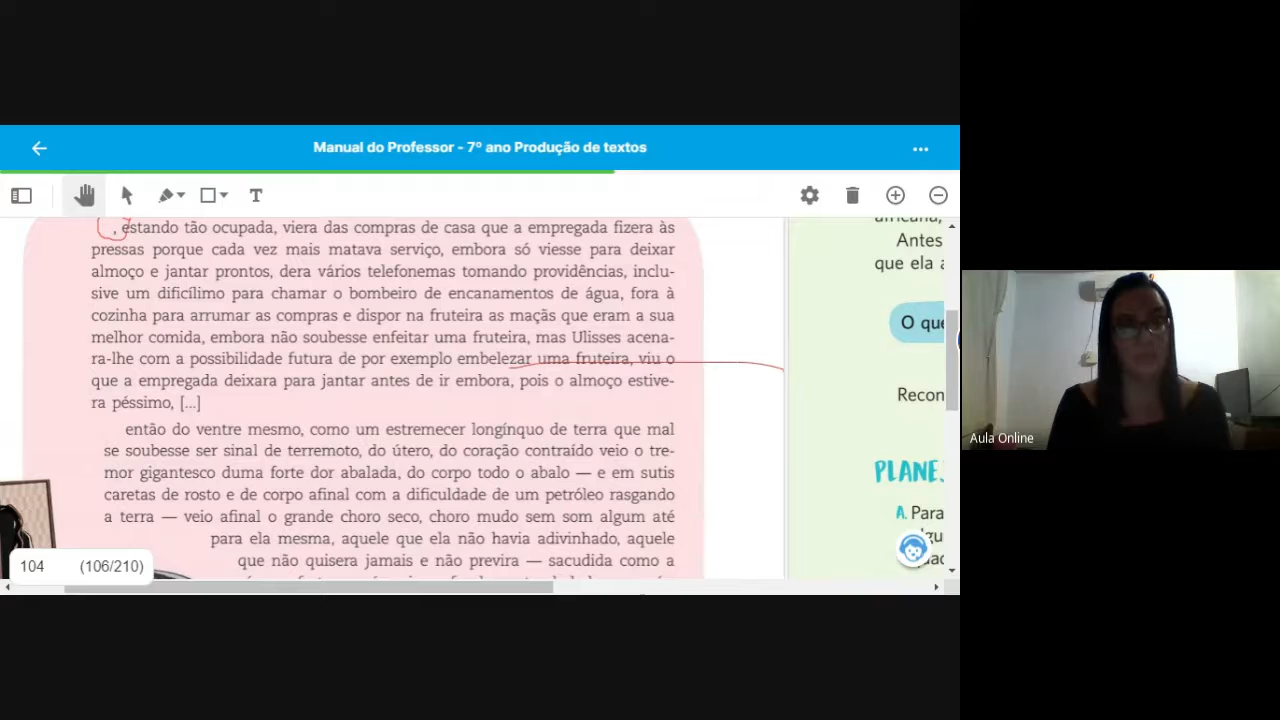 Manual do Professor - 7º ano Produção de textos
T
, estando tão ocupada, viera das compras de casa que a empregada fizera às
pressas porque cada vez mais matava serviço, embora só viesse para deixar
almoço e jantar prontos, dera vários telefonemas tomando providências, inclu-
sive um dificílimo para chamar o bombeiro de encanamentos de água, fora à
cozinha para arrumar as compras e dispor na fruteira as maçãs que eram a sua
melhor comida, embora não soubesse enfeitar uma fruteira, mas Ulisses acena-
ra-lhe com a possibilidade futura de por exemplo embelezar uma fruteira, viu o
que a empregada deixara para jantar antes de ir embora, pois o almoço estive-
ra péssimo, [...]
então do ventre mesmo, como um estremecer longínquo de terra que mal
se soubesse ser sinal de terremoto, do útero, do coração contraído veio o tre-
mor gigantesco duma forte dor abalada, do corpo todo o abalo — e em sutis
caretas de rosto e de corpo afinal com a dificuldade de um petróleo rasgando
a terra — veio afinal o grande choro seco, choro mudo sem som algum até
para ela mesma, aquele que ela não havia adivinhado, aquele
que não quisera jamais e não previra — sacudida como a
104 (106/210)
africana,
Antes
que ela a
O que
Recon
PLANE
A. Para
Aula Online